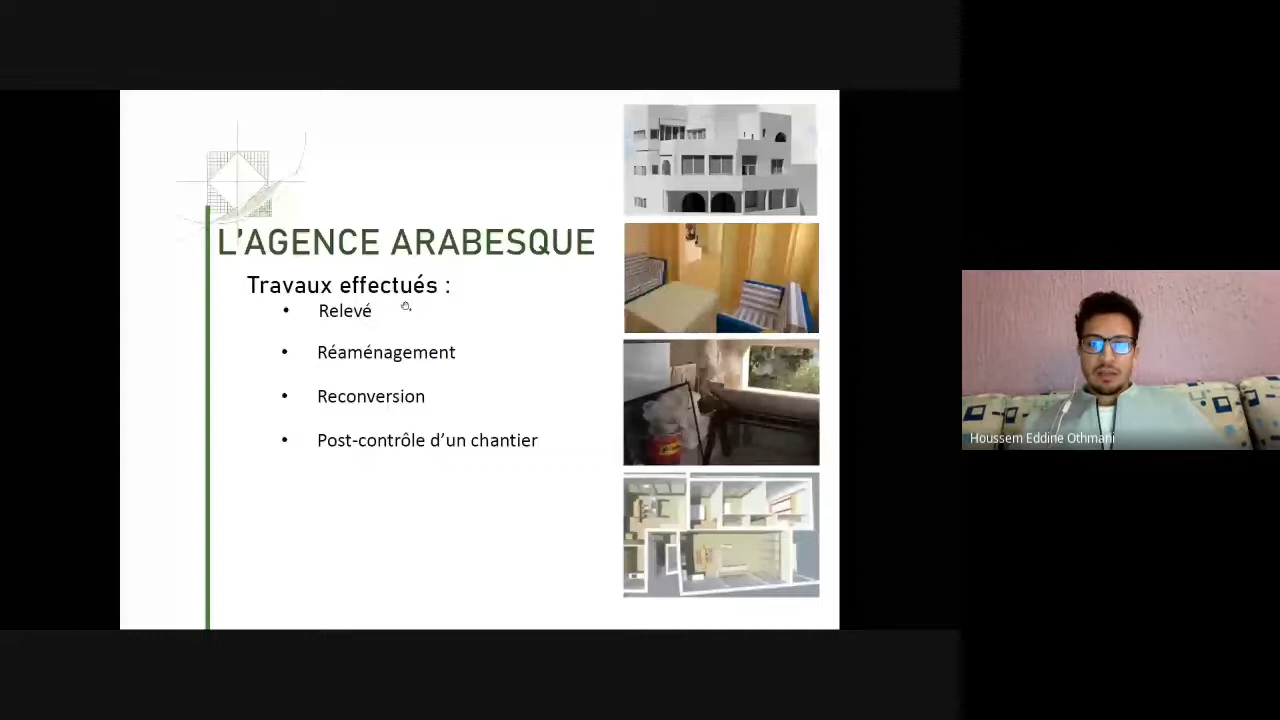 L'AGENCE ARABESQUE
Travaux effectués :
• Relevé
• Réaménagement
• Reconversion
• Post-contrôle d'un chantier
Houssem Eddine Othmani